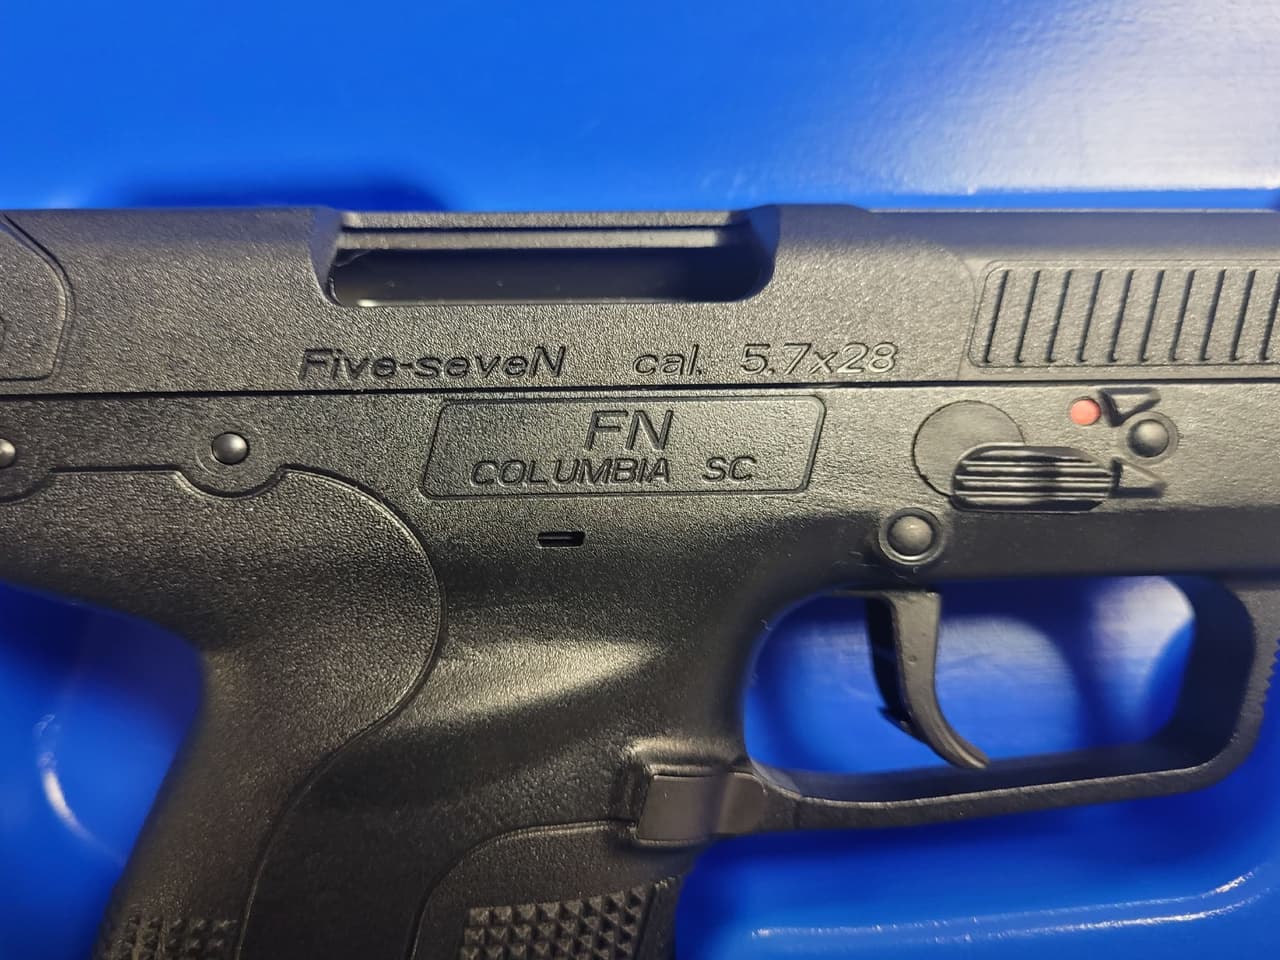 Five-seveN cal. 5.7x28
FN
COLUMBIA SC